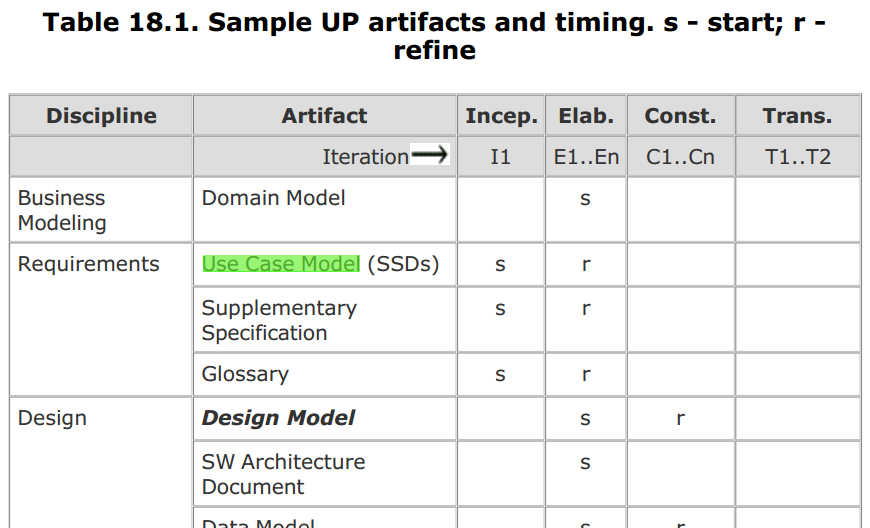 Table 18.1. Sample UP artifacts and timing. s - start; r -
refine
Discipline Artifact Incep. Elab. Const. Trans.
Iteration I1 E1..En C1..Cn T1..T2
Business Domain Model s
Modeling
Requirements Use Case Model (SSDs) s r
Supplementary s r
Specification
Glossary s r
Design Design Model s r
SW Architecture s
Document
Data Model s r